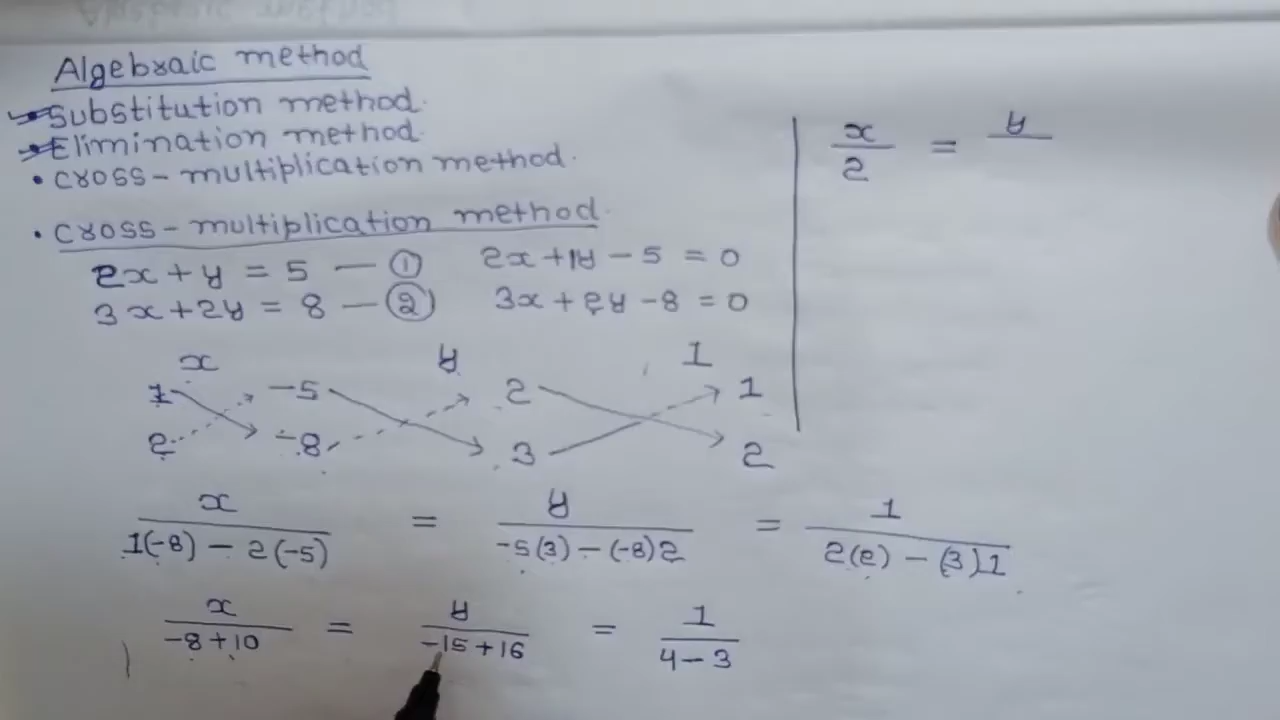 Algebraic method
Substitution method.
Elimination method.
• Cross-multiplication method.
• Cross-multiplication method.
2x + y = 5 — ① 2x + 1y - 5 = 0
3x + 2y = 8 — ② 3x + 2y - 8 = 0
x y 1
1 -5 2 1
2 -8 3 2
x/1(-8) - 2(-5) = y/-5(3) - (-8)2 = 1/2(2) - (3)1
x/-8 + 10 = y/-15 + 16 = 1/4 - 3
x/2 = y/